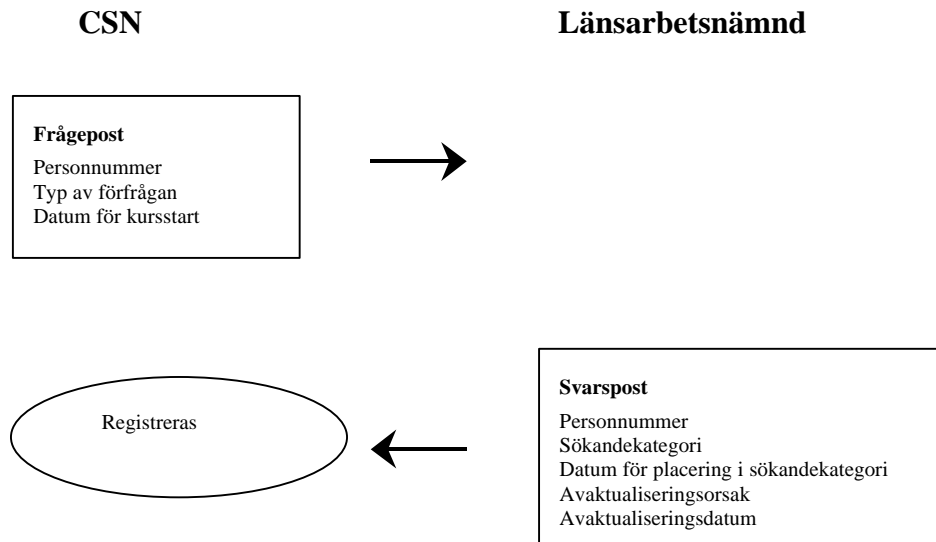 CSN
Länsarbetsnämnd
Frågepost
Personnummer
Typ av förfrågan
Datum för kursstart
Registreras
Svarspost
Personnummer
Sökandekategori
Datum för placering i sökandekategori
Avaktualiseringsorsak
Avaktualiseringsdatum